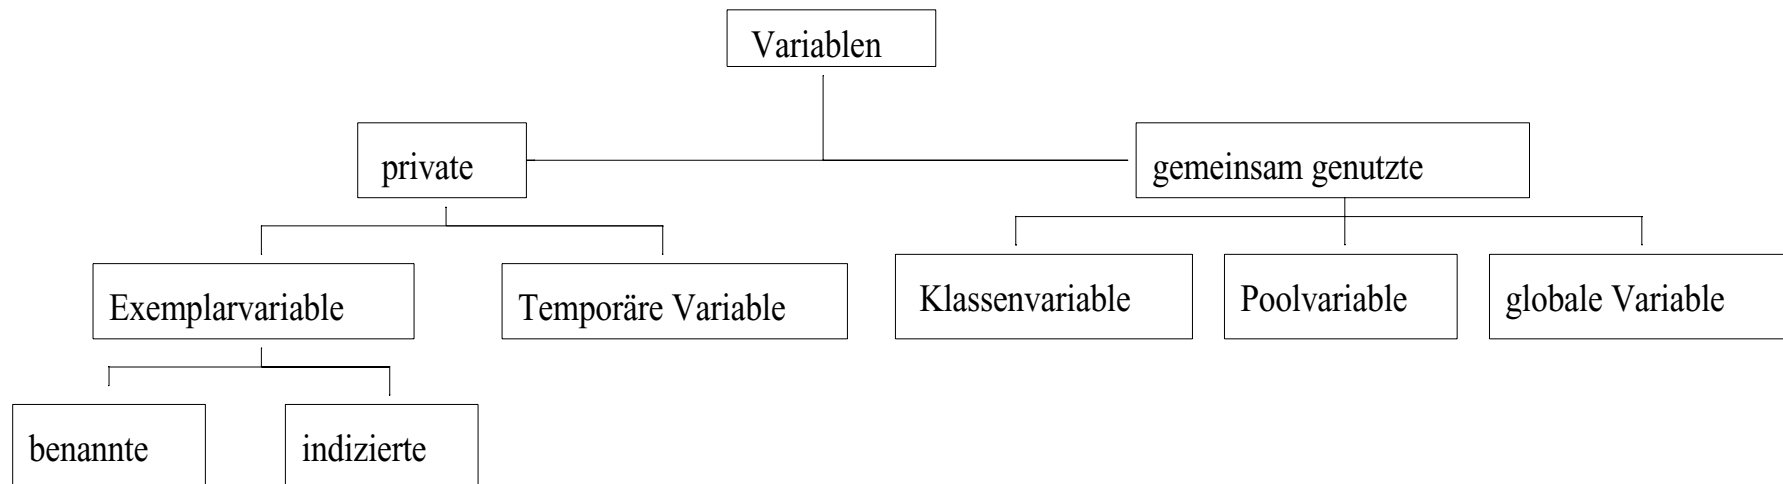 Variablen
private
gemeinsam genutzte
Exemplarvariable
Temporäre Variable
Klassenvariable
Poolvariable
globale Variable
benannte
indizierte